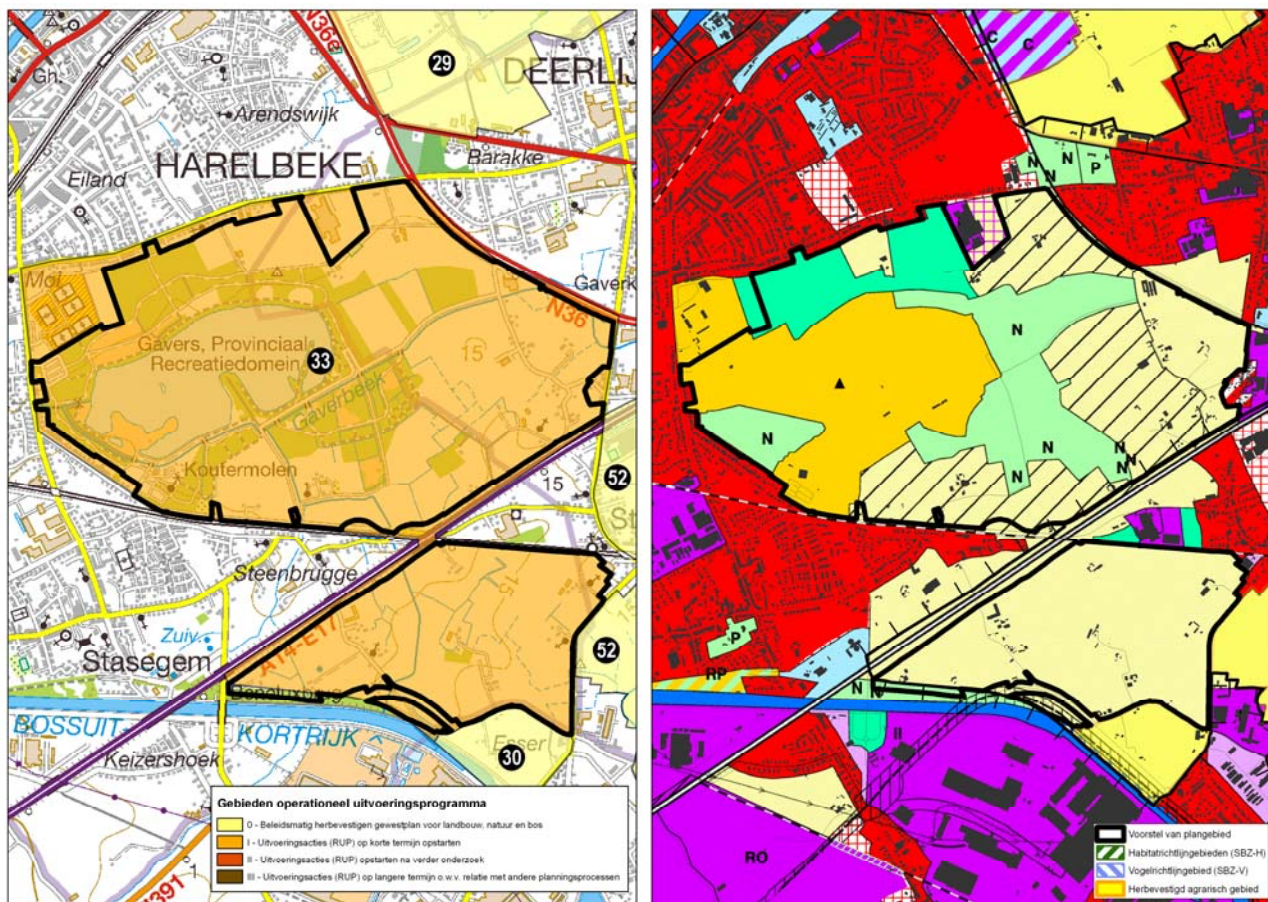 N36e
29
DEERLIJ
Gh.
Arendswijk
HARELBEKE
Barakke
Eiland
Mol
Gaverk
N36
Gavers, Provinciaal
Recreatiedomein
33
15
Gaverbeek
Koutermolen
15
52
St
Steenbrugge
A14-E17
Zuiv.
Stasegem
52
BOSSUIT-
KORTRIJK
Esser
30
Keizershoek
N391
Gebieden operationeel uitvoeringsprogramma
0 - Beleidsmatig herbevestigen gewestplan voor landbouw, natuur en bos
I - Uitvoeringsacties (RUP) op korte termijn opstarten
II - Uitvoeringsacties (RUP) opstarten na verder onderzoek
III - Uitvoeringsacties (RUP) op langere termijn o.w.v. relatie met andere planningsprocessen
C
C
N
N
N
P
N
N
N
N
N
N
N
P
RP
N
N
II
RO
Voorstel van plangebied
Habitatrichtlijngebieden (SBZ-H)
Vogelrichtlijngebied (SBZ-V)
Herbevestigd agrarisch gebied